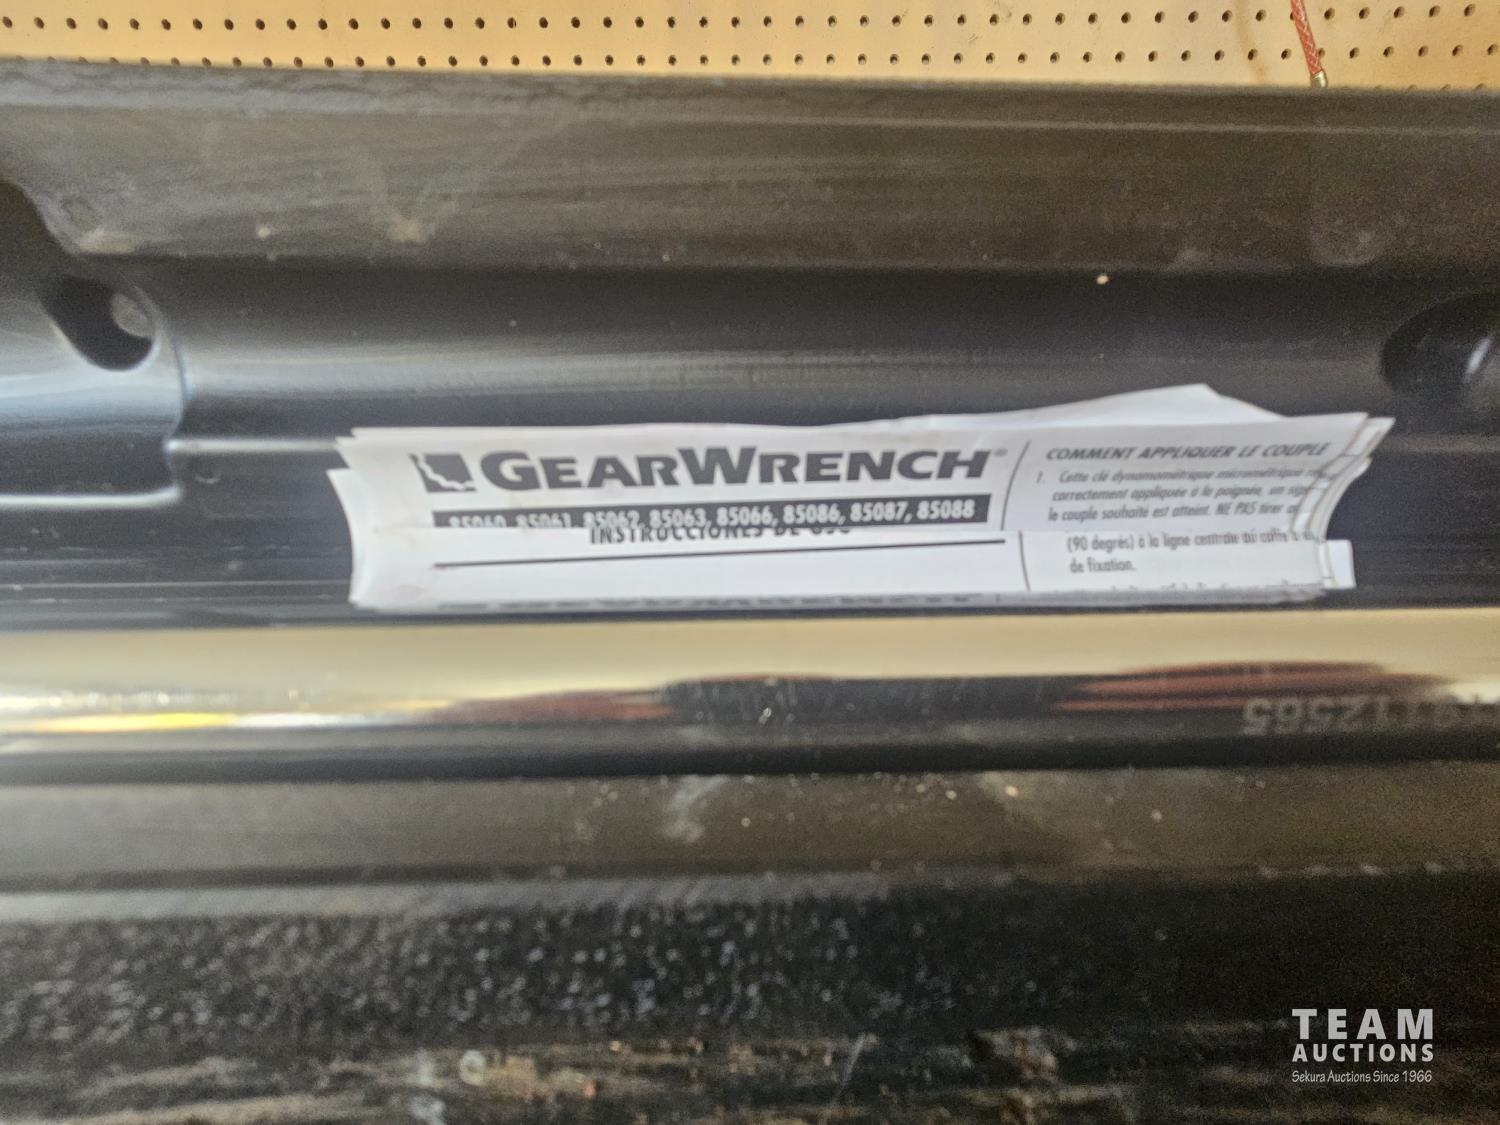 GEARWRENCH®
85060, 85061, 85062, 85063, 85066, 85086, 85087, 85088
INSTRUCCIONES DE USO
COMMENT APPLIQUER LE COUPLE
1. Cette clé dynamométrique micrométrique
correctement appliquée à la poignée, un
le couple souhaité est atteint. NE PAS tirer
(90 degrés) à la ligne centrale du coffre
de fixation.
TEAM
AUCTIONS
Sekura Auctions Since 1966